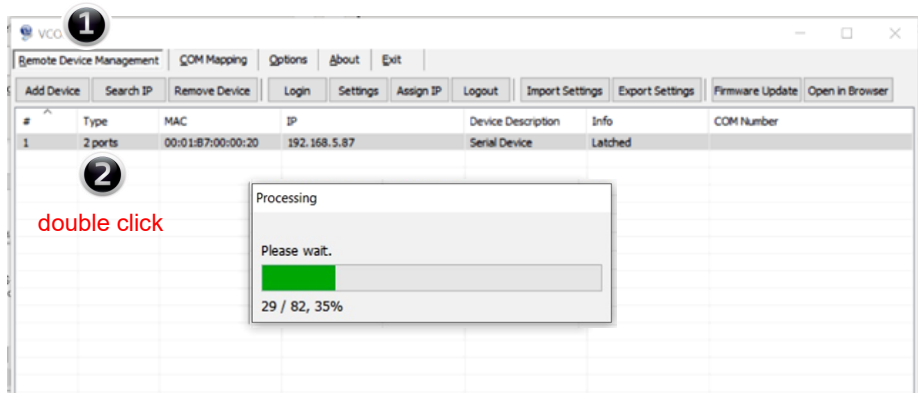 VCO
1
Remote Device Management COM Mapping Options About Exit
Add Device Search IP Remove Device Login Settings Assign IP Logout Import Settings Export Settings Firmware Update Open in Browser
# Type MAC IP Device Description Info COM Number
1 2 ports 00:01:B7:00:00:20 192.168.5.87 Serial Device Latched
2
double click
Processing
Please wait.
29 / 82, 35%